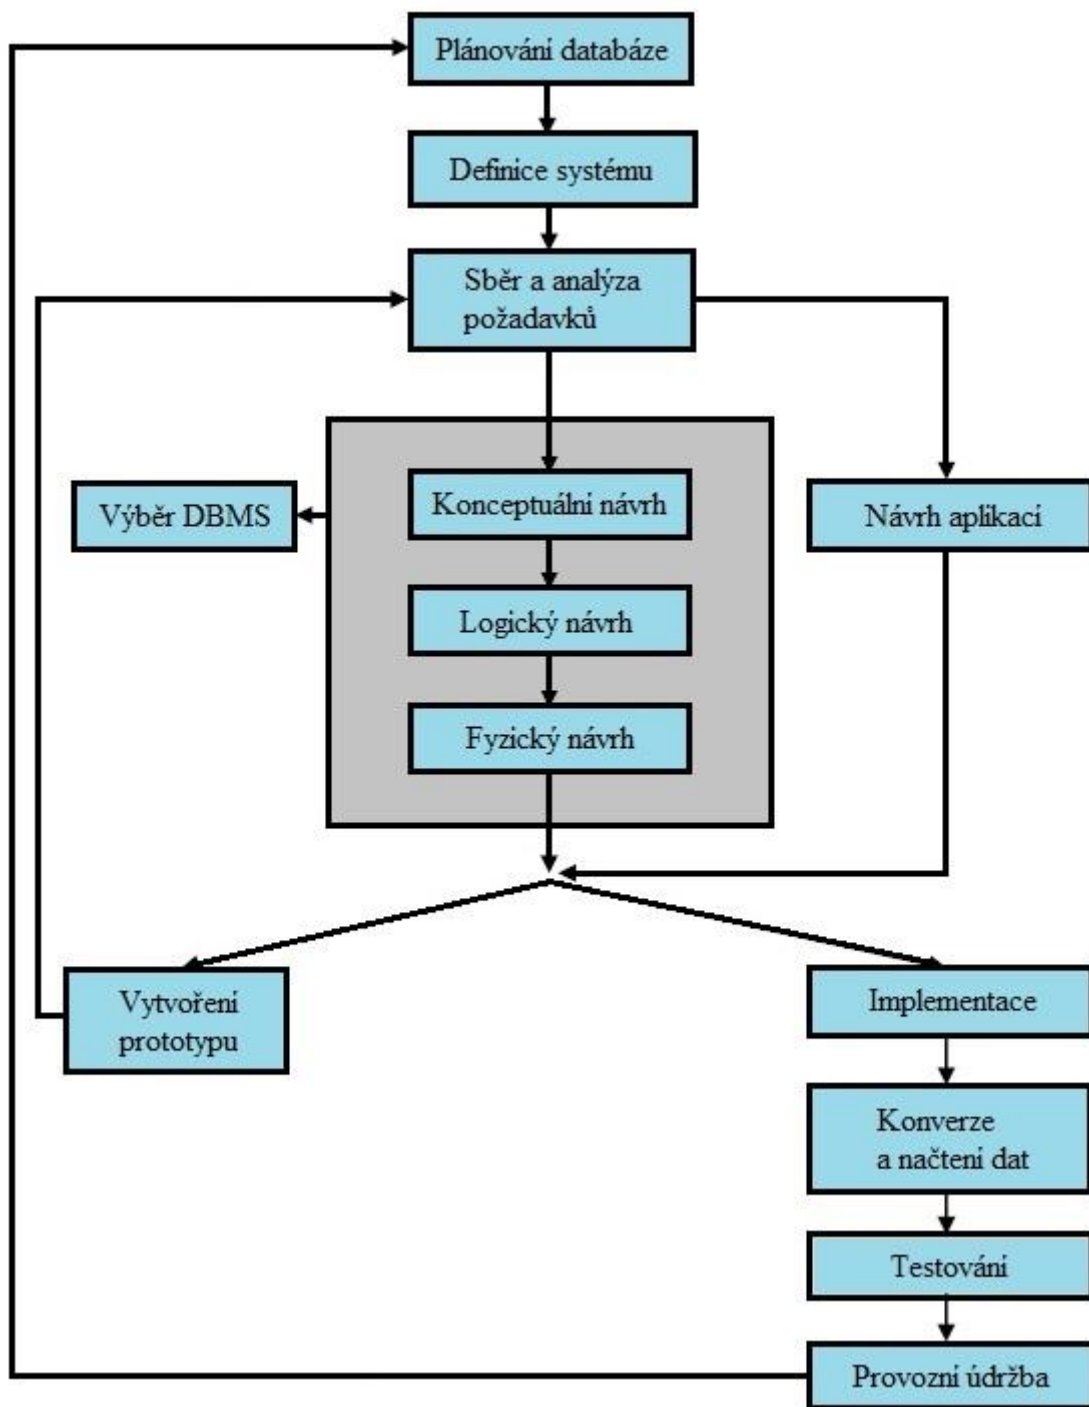 Plánování databáze
Definice systému
Sběr a analýza
požadavků
Konceptuální návrh
Výběr DBMS
Návrh aplikací
Logický návrh
Fyzický návrh
Vytvoření
prototypu
Implementace
Konverze
a načtení dat
Testování
Provozní údržba